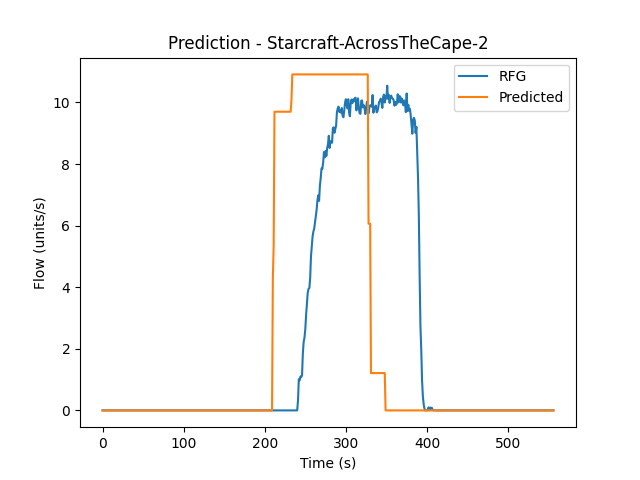 Prediction - Starcraft-AcrossTheCape-2
RFG
Predicted
10
8
6
4
2
0
Flow (units/s)
0 100 200 300 400 500
Time (s)